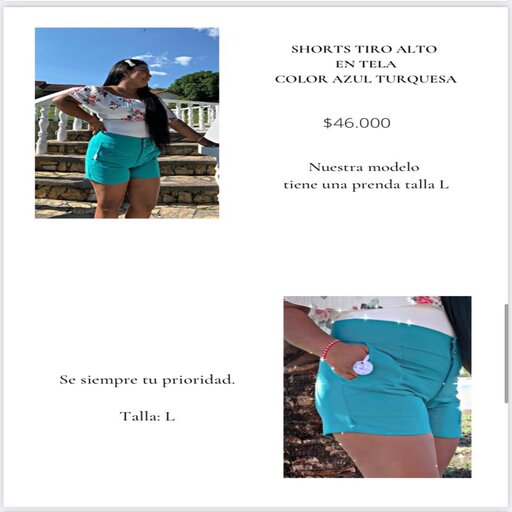 SHORTS TIRO ALTO
EN TELA
COLOR AZUL TURQUESA
$46.000
Nuestra modelo
tiene una prenda talla L
Se siempre tu prioridad.
Talla: L